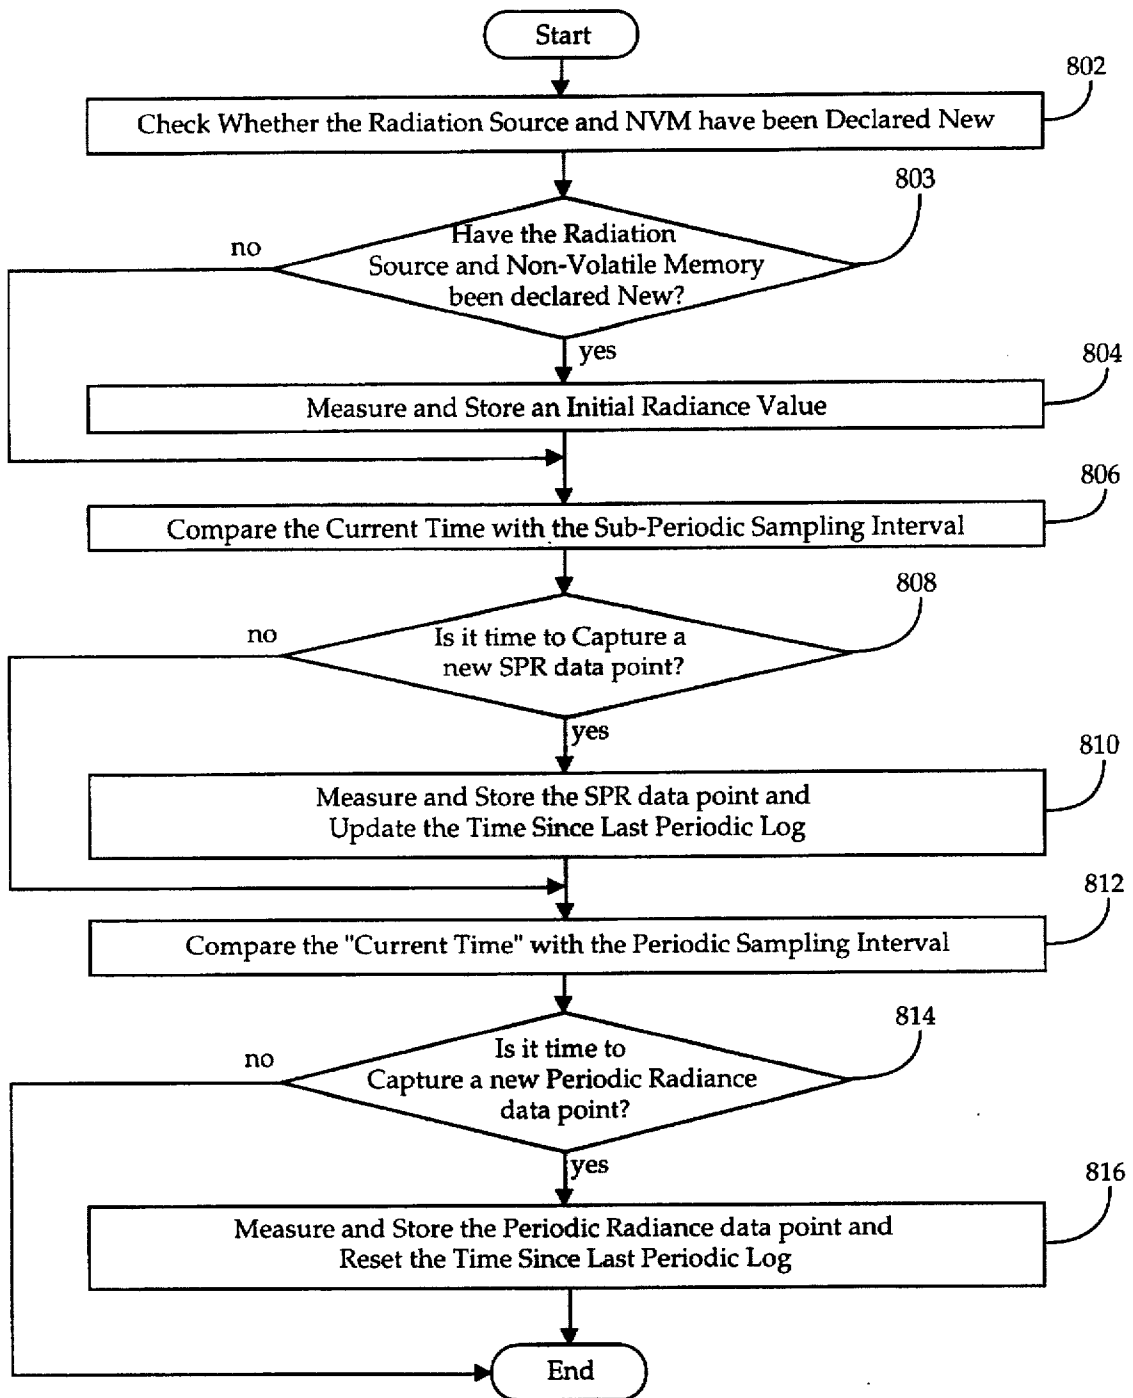 Start
802
Check Whether the Radiation Source and NVM have been Declared New
803
no
Have the Radiation
Source and Non-Volatile Memory
been declared New?
yes
804
Measure and Store an Initial Radiance Value
806
Compare the Current Time with the Sub-Periodic Sampling Interval
808
no
Is it time to Capture a
new SPR data point?
yes
810
Measure and Store the SPR data point and
Update the Time Since Last Periodic Log
812
Compare the "Current Time" with the Periodic Sampling Interval
814
no
Is it time to
Capture a new Periodic Radiance
data point?
yes
816
Measure and Store the Periodic Radiance data point and
Reset the Time Since Last Periodic Log
End